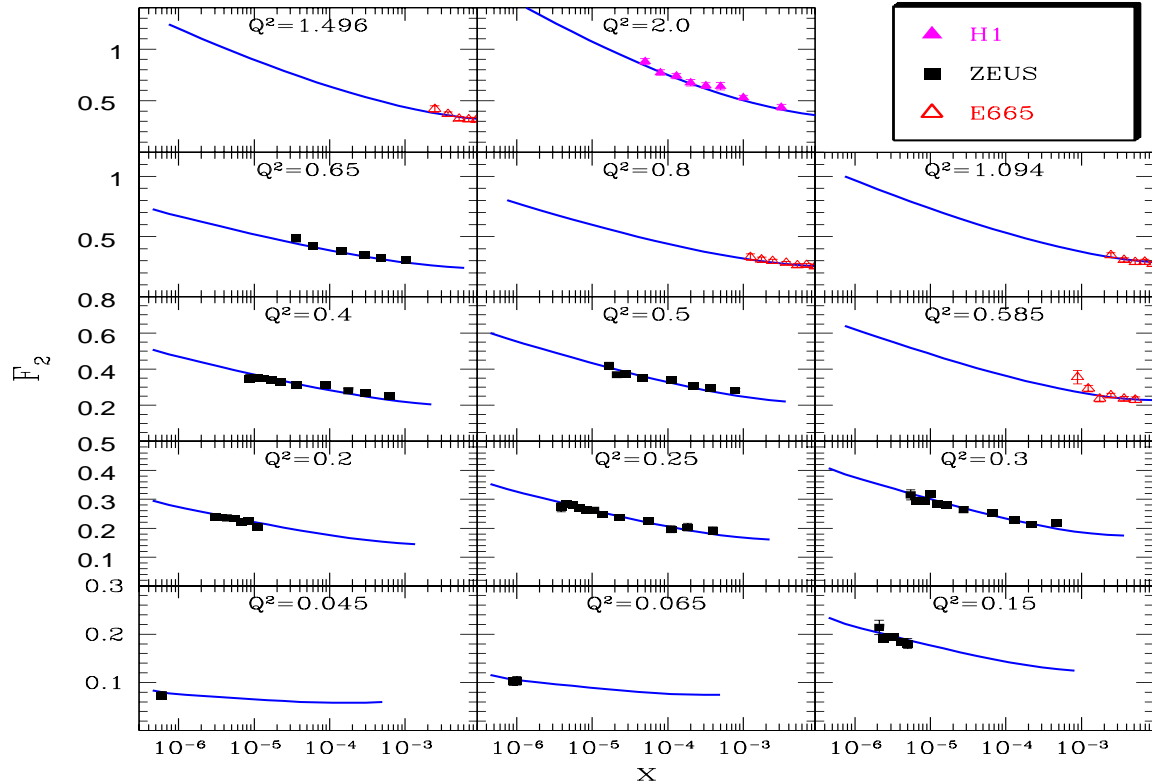 Q²=1.496
Q²=2.0
H1
ZEUS
E665
1
0.5
Q²=0.65
Q²=0.8
Q²=1.094
1
0.5
0.8
Q²=0.4
Q²=0.5
Q²=0.585
0.6
0.4
0.2
F₂
0.5
Q²=0.2
Q²=0.25
Q²=0.3
0.4
0.3
0.2
0.1
0.3
Q²=0.045
Q²=0.065
Q²=0.15
0.2
0.1
10⁻⁶ 10⁻⁵ 10⁻⁴ 10⁻³ 10⁻⁶ 10⁻⁵ 10⁻⁴ 10⁻³ 10⁻⁶ 10⁻⁵ 10⁻⁴ 10⁻³
x